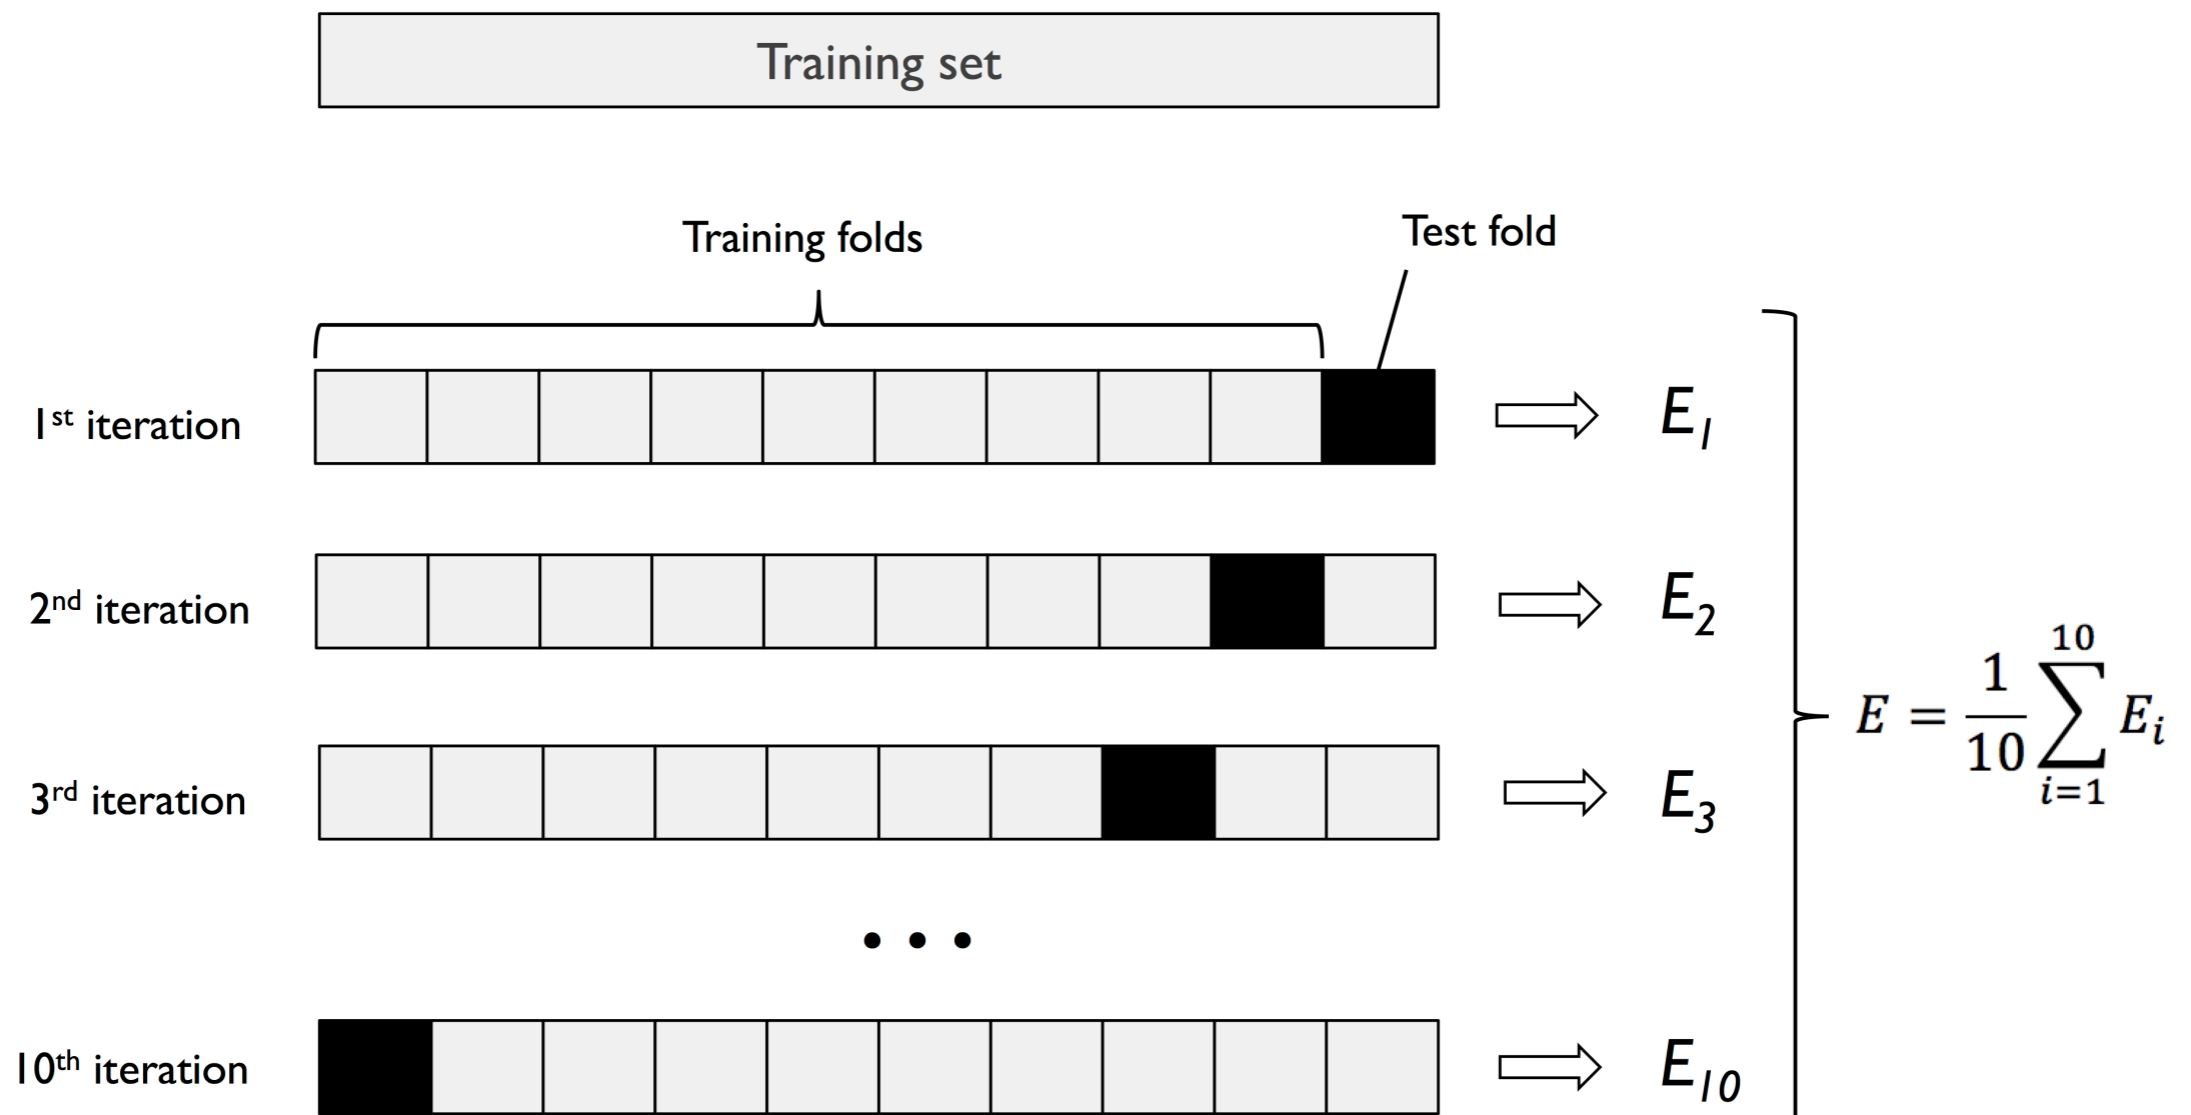 Training set
Training folds
Test fold
1st iteration
E1
2nd iteration
E2
3rd iteration
E3
E = 1/10 10∑i=1 Ei
• • •
10th iteration
E10